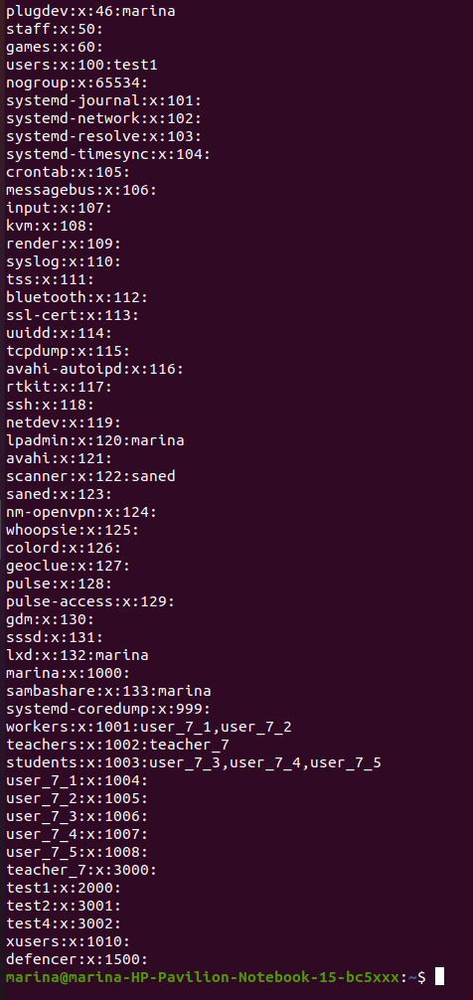 plugdev:x:46:marina
staff:x:50:
games:x:60:
users:x:100:test1
nogroup:x:65534:
systemd-journal:x:101:
systemd-network:x:102:
systemd-resolve:x:103:
systemd-timesync:x:104:
crontab:x:105:
messagebus:x:106:
input:x:107:
kvm:x:108:
render:x:109:
syslog:x:110:
tss:x:111:
bluetooth:x:112:
ssl-cert:x:113:
uuidd:x:114:
tcpdump:x:115:
avahi-autoipd:x:116:
rtkit:x:117:
ssh:x:118:
netdev:x:119:
lpadmin:x:120:marina
avahi:x:121:
scanner:x:122:saned
saned:x:123:
nm-openvpn:x:124:
whoopsie:x:125:
colord:x:126:
geoclue:x:127:
pulse:x:128:
pulse-access:x:129:
gdm:x:130:
sssd:x:131:
lxd:x:132:marina
marina:x:1000:
sambashare:x:133:marina
systemd-coredump:x:999:
workers:x:1001:user_7_1,user_7_2
teachers:x:1002:teacher_7
students:x:1003:user_7_3,user_7_4,user_7_5
user_7_1:x:1004:
user_7_2:x:1005:
user_7_3:x:1006:
user_7_4:x:1007:
user_7_5:x:1008:
teacher_7:x:3000:
test1:x:2000:
test2:x:3001:
test4:x:3002:
xusers:x:1010:
defencer:x:1500:
marina@marina-HP-Pavilion-Notebook-15-bc5xxx:~$